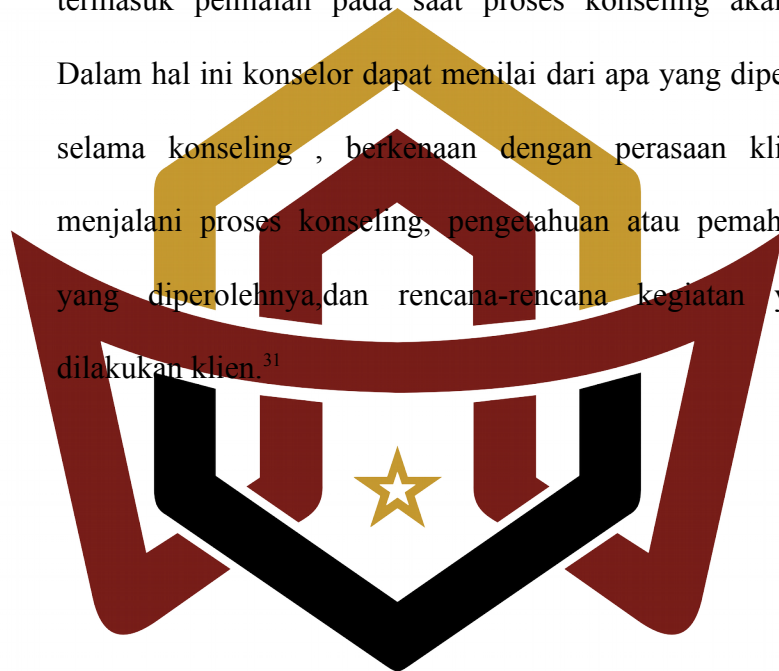 termasuk penilaian pada saat proses konseling akan
Dalam hal ini konselor dapat menilai dari apa yang dipe
selama konseling , berkenaan dengan perasaan kli
menjalani proses konseling, pengetahuan atau pemah
yang diperolehnya,dan rencana-rencana kegiatan y
dilakukan klien.31